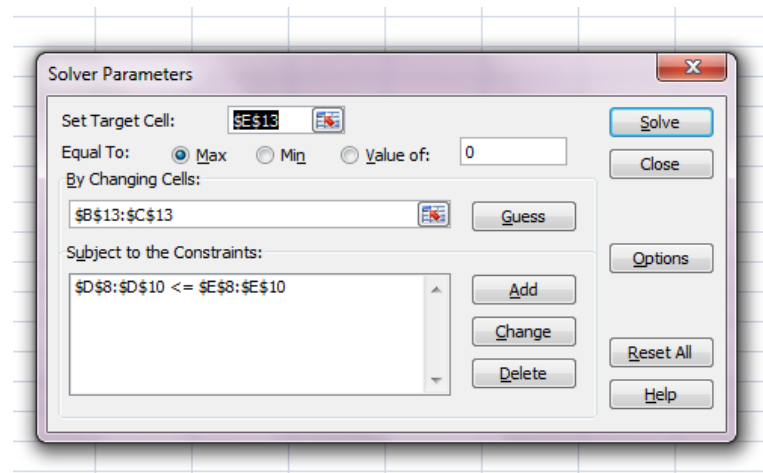 Solver Parameters
Set Target Cell: $E$13
Solve
Equal To: Max Min Value of: 0
Close
By Changing Cells:
$B$13:$C$13
Guess
Subject to the Constraints:
Options
$D$8:$D$10 <= $E$8:$E$10
Add
Change
Reset All
Delete
Help